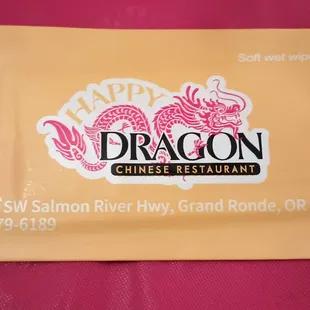 Soft wet wip
HAPPY
DRAGON
CHINESE RESTAURANT
SW Salmon River Hwy, Grand Ronde, OR
79-6189